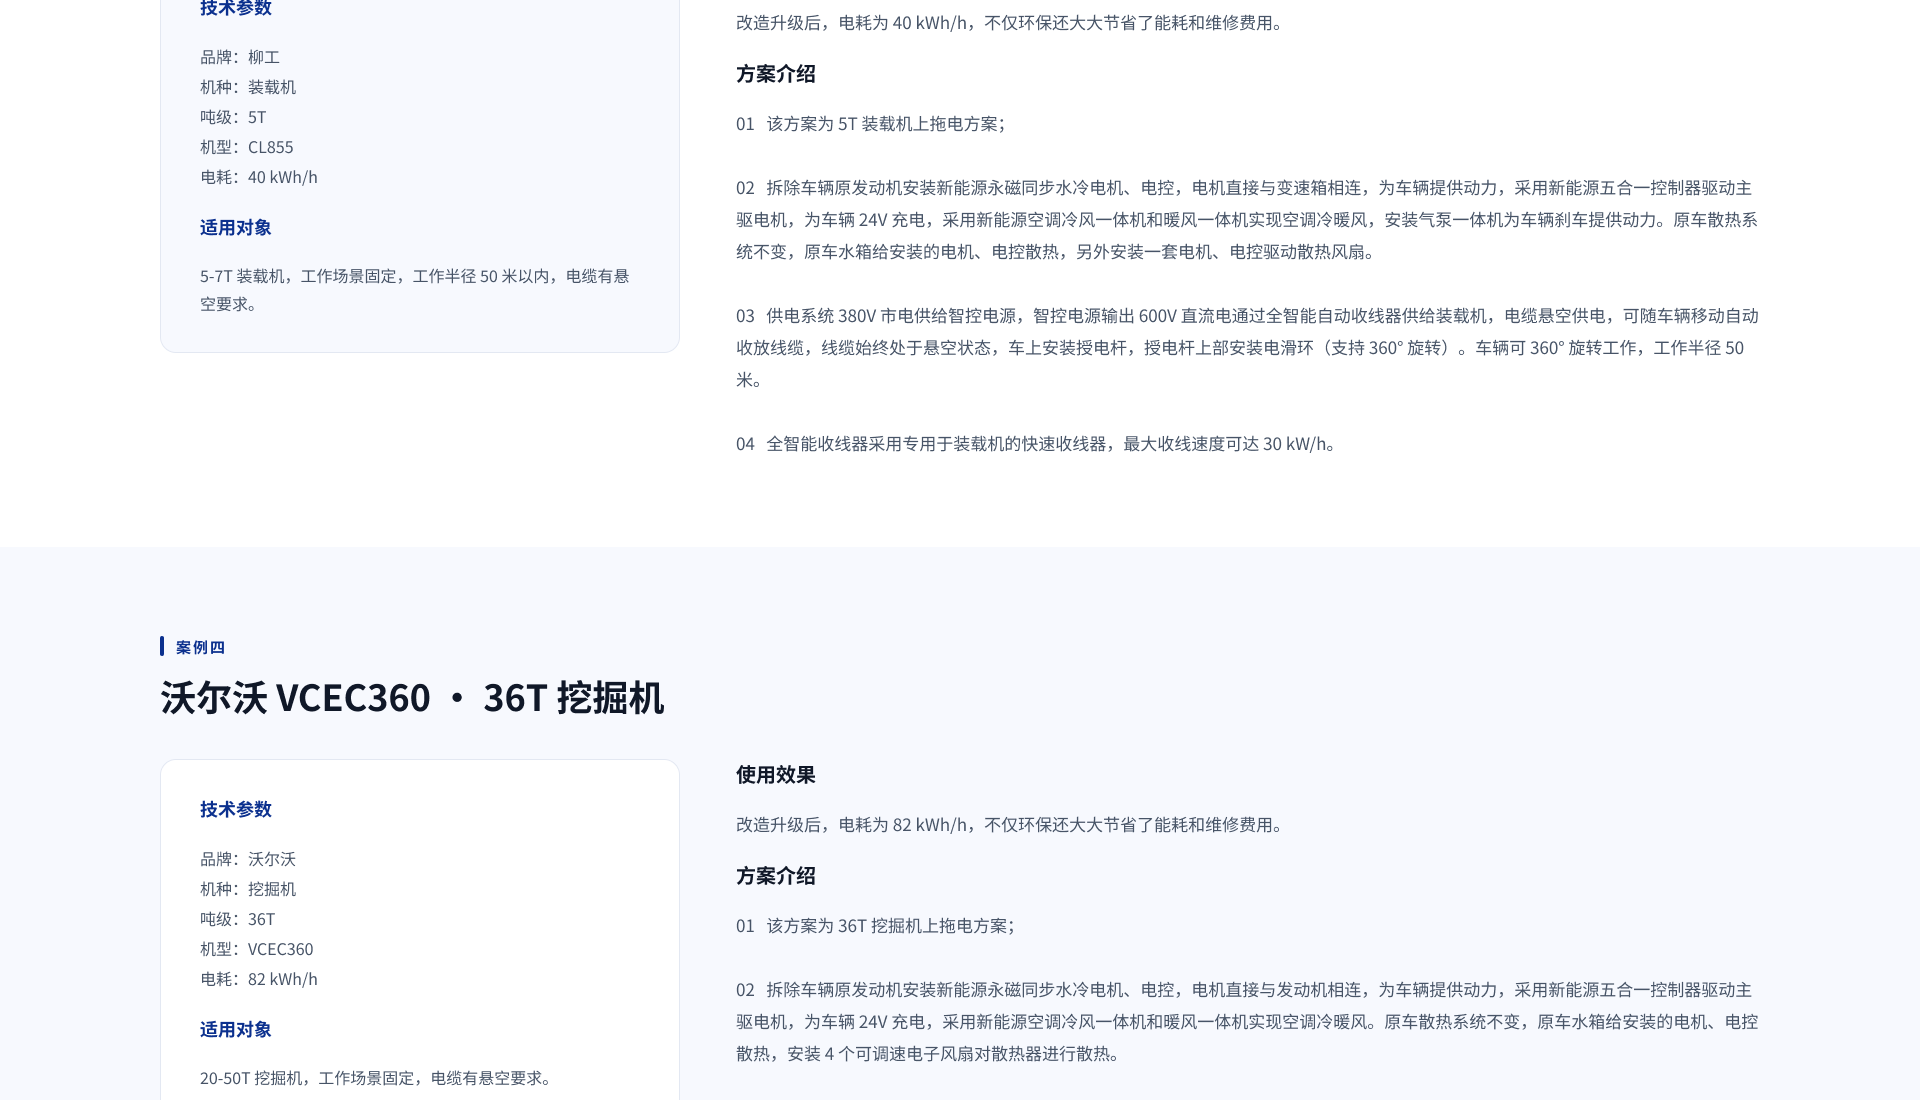 技术参数
品牌：柳工
机种：装载机
吨级：5T
机型：CL855
电耗：40 kWh/h
适用对象
5-7T 装载机，工作场景固定，工作半径 50 米以内，电缆有悬
空要求。
改造升级后，电耗为 40 kWh/h，不仅环保还大大节省了能耗和维修费用。
方案介绍
01 该方案为 5T 装载机上拖电方案；
02 拆除车辆原发动机安装新能源永磁同步水冷电机、电控，电机直接与变速箱相连，为车辆提供动力，采用新能源五合一控制器驱动主
驱电机，为车辆 24V 充电，采用新能源空调冷风一体机和暖风一体机实现空调冷暖风，安装气泵一体机为车辆刹车提供动力。原车散热系
统不变，原车水箱给安装的电机、电控散热，另外安装一套电机、电控驱动散热风扇。
03 供电系统 380V 市电供给智控电源，智控电源输出 600V 直流电通过全智能自动收线器供给装载机，电缆悬空供电，可随车辆移动自动
收放线缆，线缆始终处于悬空状态，车上安装授电杆，授电杆上部安装电滑环（支持 360° 旋转）。车辆可 360° 旋转工作，工作半径 50
米。
04 全智能收线器采用专用于装载机的快速收线器，最大收线速度可达 30 kW/h。
案例四
沃尔沃 VCEC360 · 36T 挖掘机
技术参数
品牌：沃尔沃
机种：挖掘机
吨级：36T
机型：VCEC360
电耗：82 kWh/h
适用对象
20-50T 挖掘机，工作场景固定，电缆有悬空要求。
使用效果
改造升级后，电耗为 82 kWh/h，不仅环保还大大节省了能耗和维修费用。
方案介绍
01 该方案为 36T 挖掘机上拖电方案；
02 拆除车辆原发动机安装新能源永磁同步水冷电机、电控，电机直接与发动机相连，为车辆提供动力，采用新能源五合一控制器驱动主
驱电机，为车辆 24V 充电，采用新能源空调冷风一体机和暖风一体机实现空调冷暖风。原车散热系统不变，原车水箱给安装的电机、电控
散热，安装 4 个可调速电子风扇对散热器进行散热。